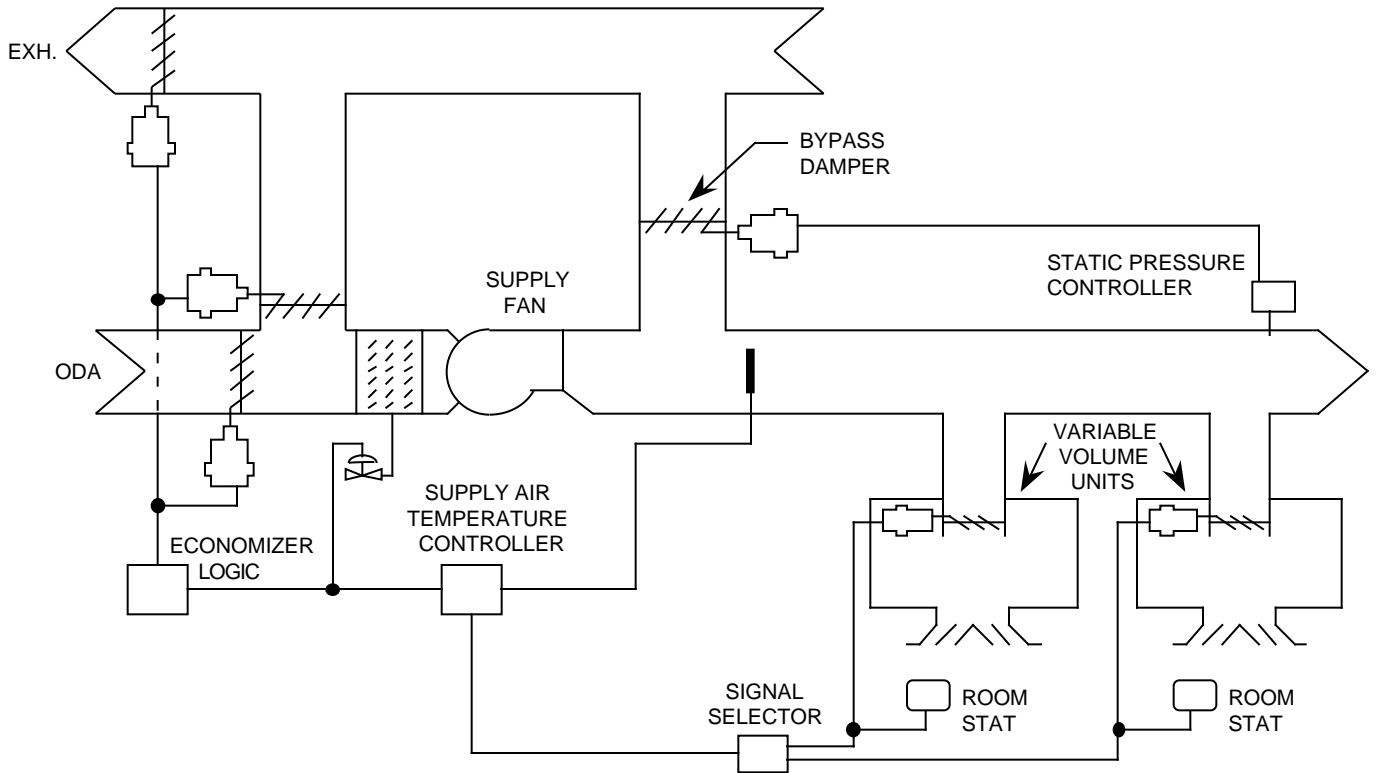 EXH.
BYPASS
DAMPER
STATIC PRESSURE
CONTROLLER
SUPPLY
FAN
ODA
VARIABLE
VOLUME
UNITS
SUPPLY AIR
TEMPERATURE
CONTROLLER
ECONOMIZER
LOGIC
SIGNAL
SELECTOR
ROOM
STAT
ROOM
STAT